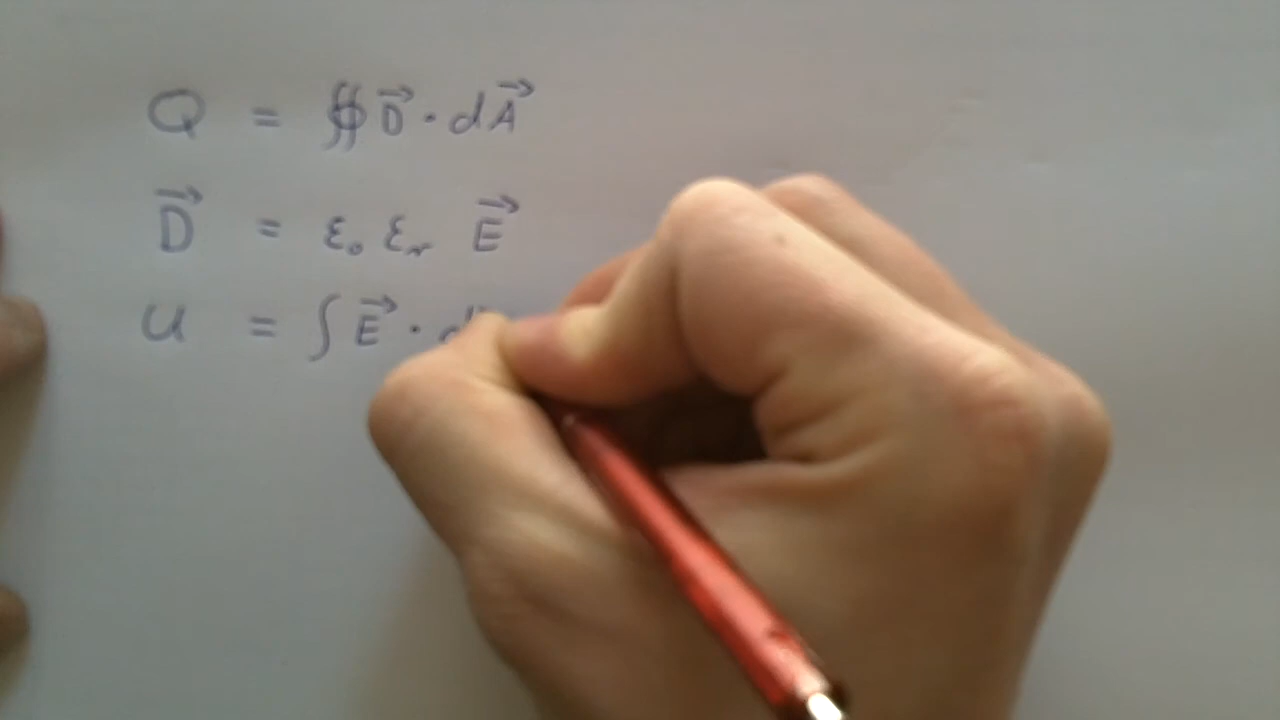 Q = ∯ D⃗ · dA⃗
D⃗ = ε₀ εᵣ E⃗
U = ∫ E⃗ · d